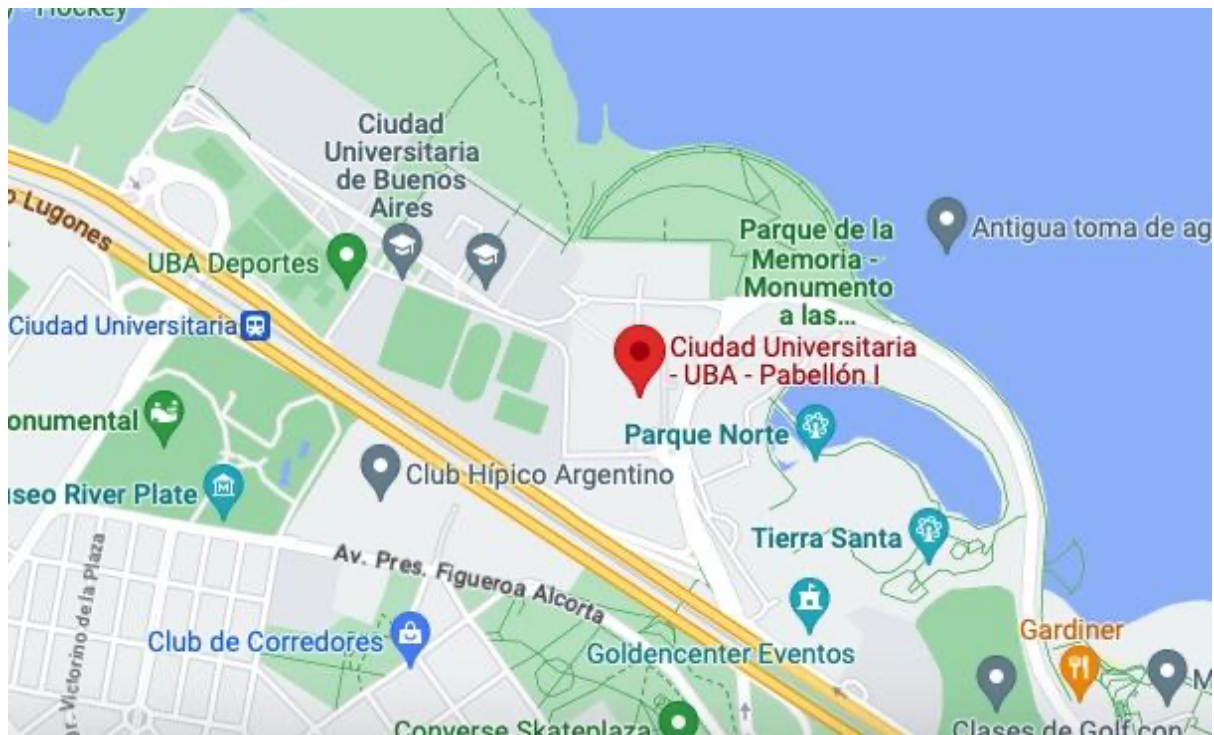 Hockey
Ciudad
Universitaria
de Buenos
Aires
Lugones
UBA Deportes
Parque de la
Memoria -
Monumento
a las...
Antigua toma de ag
Ciudad Universitaria
Ciudad Universitaria
- UBA - Pabellón I
onumental
Parque Norte
Club Hípico Argentino
useo River Plate
M
Tierra Santa
Av. Pres. Figueroa Alcorta
r. Victorino de la Plaza
Gardiner
Club de Corredores
Goldencenter Eventos
M
Converse Skateplaza
Clases de Golf con